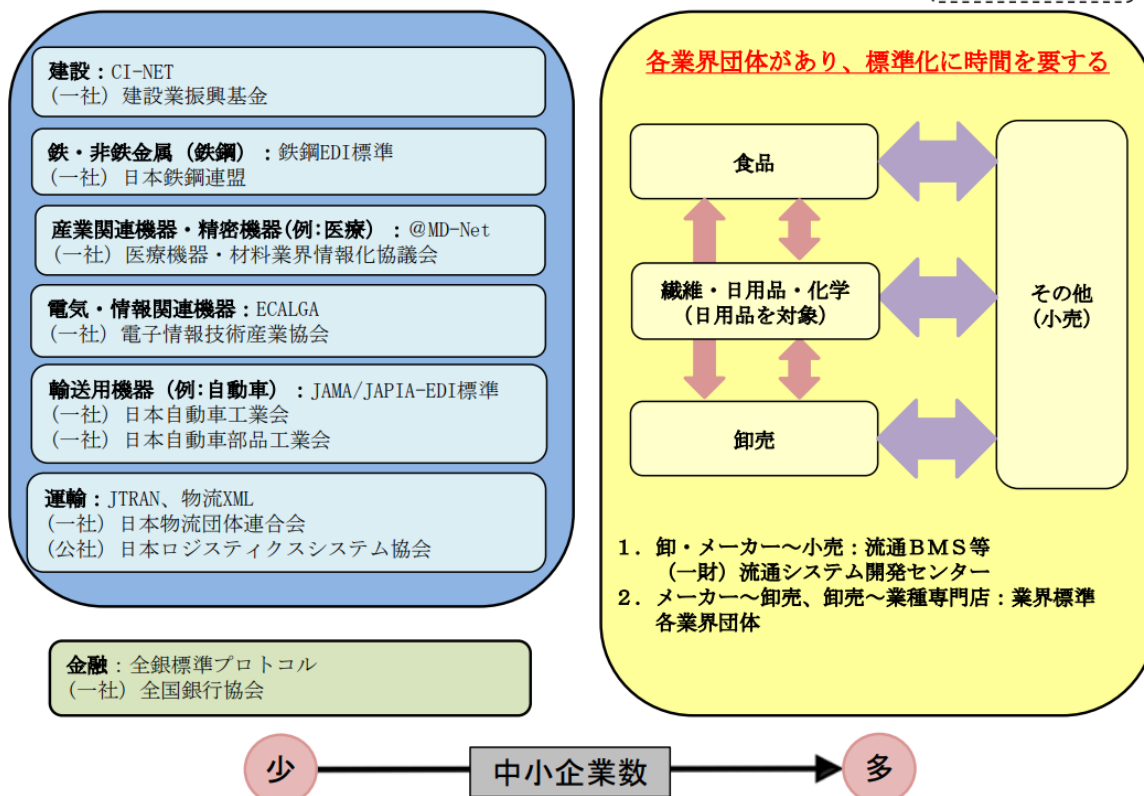 建設：CI-NET
(一社) 建設業振興基金
鉄・非鉄金属 (鉄鋼) ：鉄鋼EDI標準
(一社) 日本鉄鋼連盟
産業関連機器・精密機器(例:医療) ：@MD-Net
(一社) 医療機器・材料業界情報化協議会
電気・情報関連機器：ECALGA
(一社) 電子情報技術産業協会
輸送用機器 (例:自動車) ：JAMA/JAPIA-EDI標準
(一社) 日本自動車工業会
(一社) 日本自動車部品工業会
運輸：JTRAN、物流XML
(一社) 日本物流団体連合会
(公社) 日本ロジスティクスシステム協会
金融：全銀標準プロトコル
(一社) 全国銀行協会
各業界団体があり、標準化に時間を要する
食品
繊維・日用品・化学
(日用品を対象)
卸売
その他
(小売)
１．卸・メーカー～小売：流通ＢＭＳ等
(一財) 流通システム開発センター
２．メーカー～卸売、卸売～業種専門店：業界標準
各業界団体
少
中小企業数
多